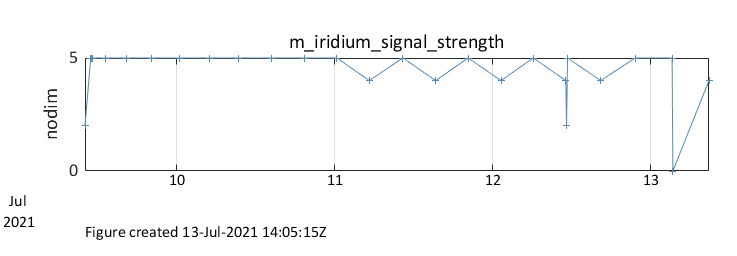 m_iridium_signal_strength
5
nodim
0
10 11 12 13
Jul
2021
Figure created 13-Jul-2021 14:05:15Z